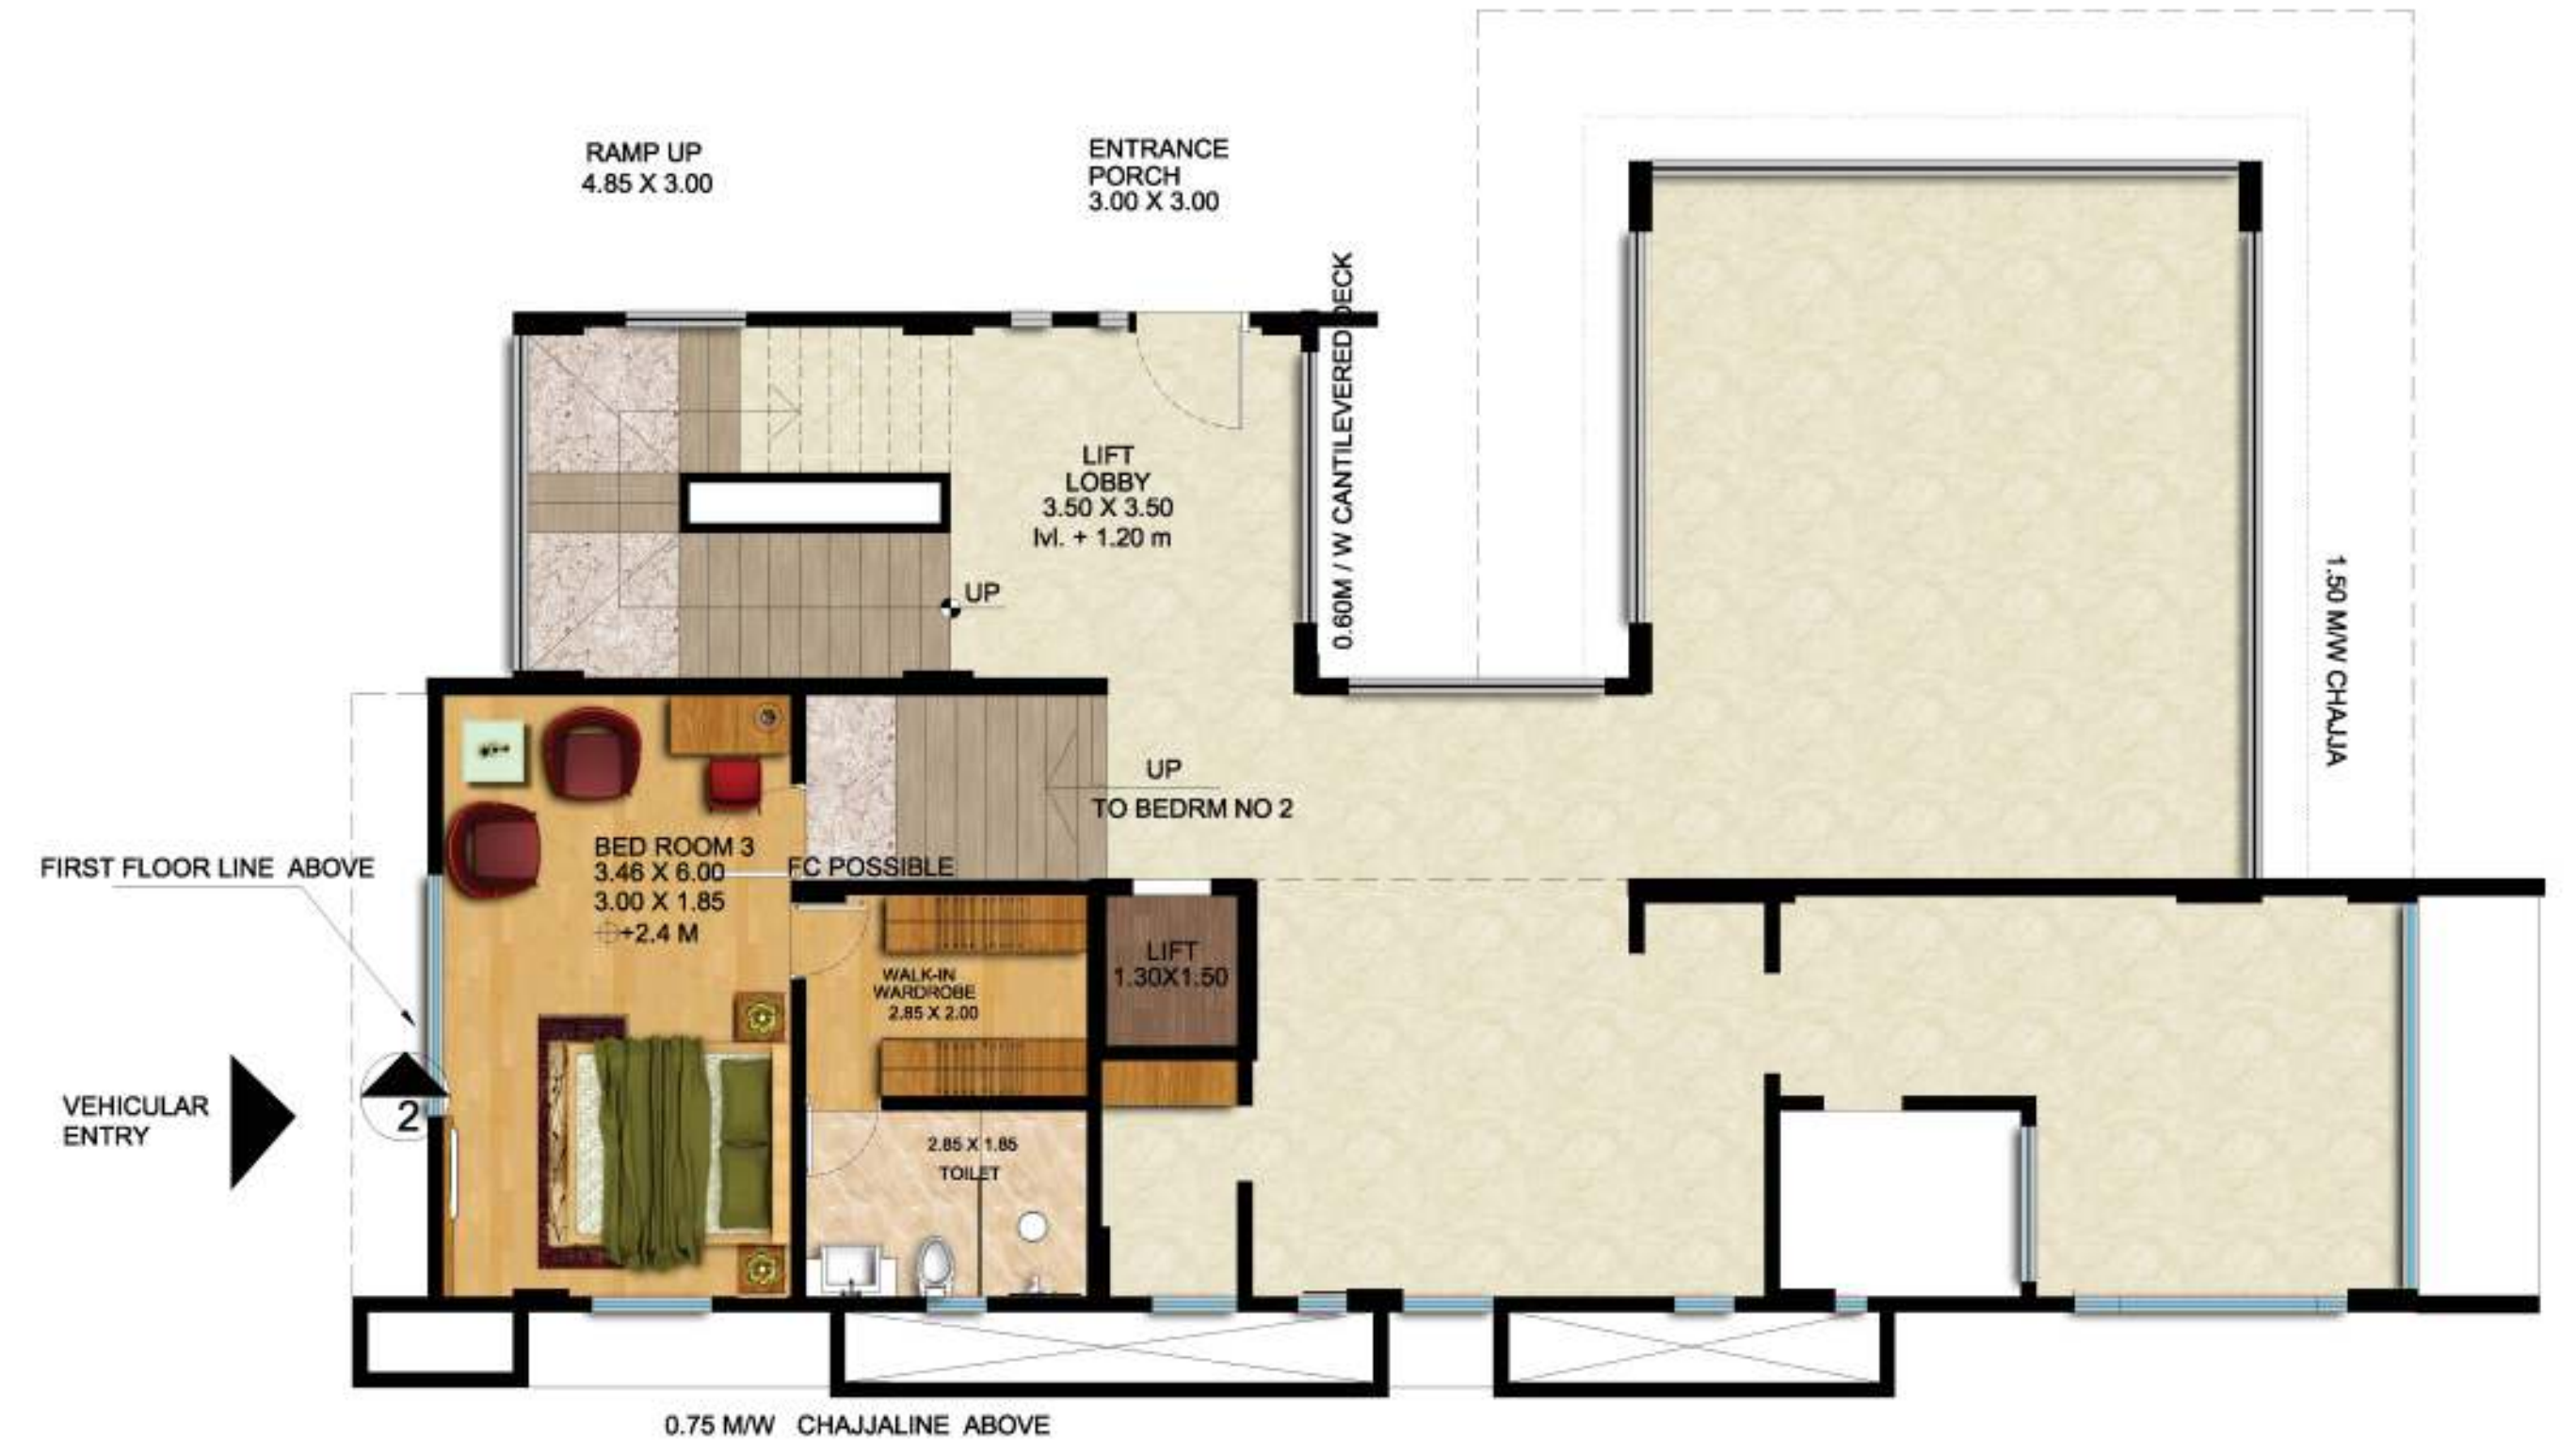 RAMP UP
4.85 X 3.00
ENTRANCE
PORCH
3.00 X 3.00
0.60M / W CANTILEVERED DECK
LIFT
LOBBY
3.50 X 3.50
lvl. + 1.20 m
UP
1.50 M/W CHAJJA
UP
TO BEDRM NO 2
FIRST FLOOR LINE ABOVE
BED ROOM 3
3.46 X 6.00
3.00 X 1.85
+2.4 M
FC POSSIBLE
WALK-IN
WARDROBE
2.85 X 2.00
LIFT
1.30X1.50
VEHICULAR
ENTRY
2
2.85 X 1.85
TOILET
0.75 M/W CHAJJALINE ABOVE